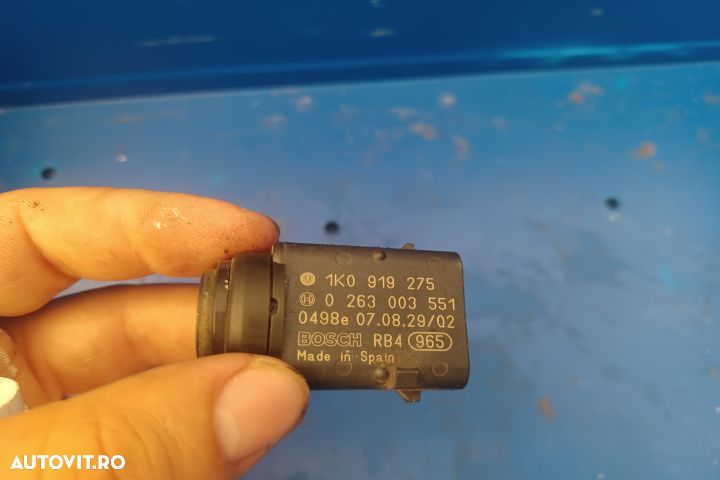 1K0 919 275
0 263 003 551
0498e 07.08.29/02
BOSCH RB4 965
Made in Spain
AUTOVIT.RO